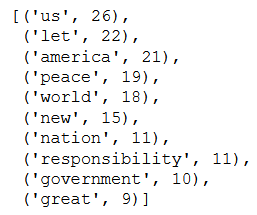 [('us', 26),
('let', 22),
('america', 21),
('peace', 19),
('world', 18),
('new', 15),
('nation', 11),
('responsibility', 11),
('government', 10),
('great', 9)]